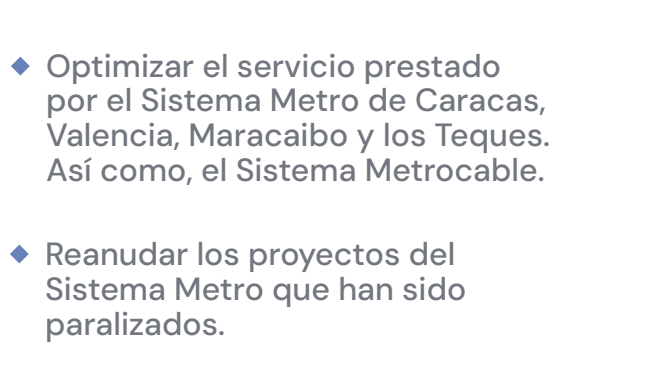 Optimizar el servicio prestado
por el Sistema Metro de Caracas,
Valencia, Maracaibo y los Teques.
Así como, el Sistema Metrocable.
Reanudar los proyectos del
Sistema Metro que han sido
paralizados.